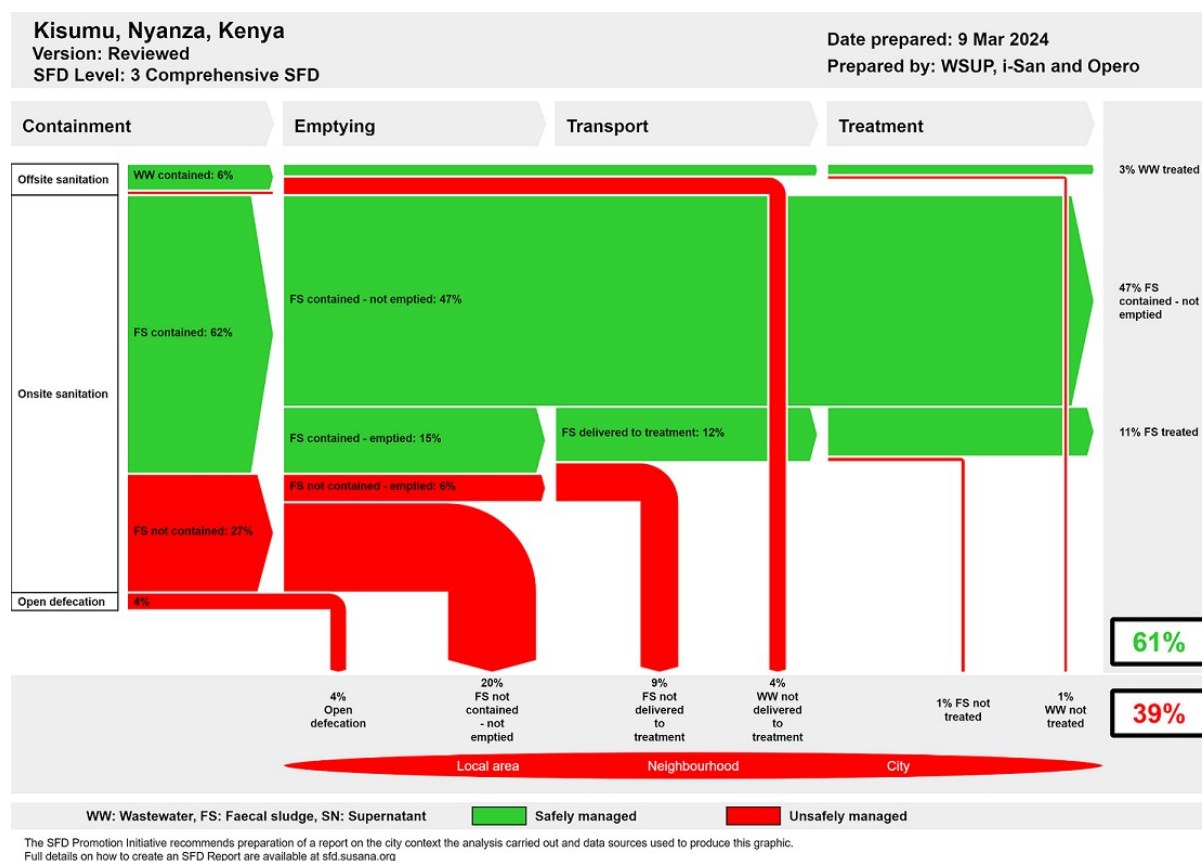 Kisumu, Nyanza, Kenya
Version: Reviewed
SFD Level: 3 Comprehensive SFD
Date prepared: 9 Mar 2024
Prepared by: WSUP, i-San and Opero
Containment
Emptying
Transport
Treatment
Offsite sanitation
WW contained: 6%
3% WW treated
Onsite sanitation
FS contained: 62%
FS contained - not emptied: 47%
47% FS
contained - not
emptied
FS contained - emptied: 15%
FS delivered to treatment: 12%
11% FS treated
FS not contained - emptied: 6%
FS not contained: 27%
Open defecation
4%
61%
39%
4%
Open
defecation
20%
FS not
contained
- not
emptied
9%
FS not
delivered
to
treatment
4%
WW not
delivered
to
treatment
1% FS not
treated
1%
WW not
treated
Local area
Neighbourhood
City
WW: Wastewater, FS: Faecal sludge, SN: Supernatant
Safely managed
Unsafely managed
The SFD Promotion Initiative recommends preparation of a report on the city context the analysis carried out and data sources used to produce this graphic.
Full details on how to create an SFD Report are available at sfd.susana.org